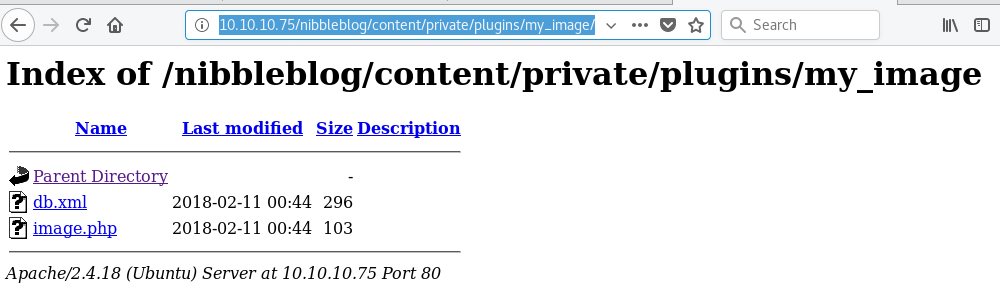 10.10.10.75/nibbleblog/content/private/plugins/my_image/
Search
Index of /nibbleblog/content/private/plugins/my_image
Name Last modified Size Description
Parent Directory -
db.xml 2018-02-11 00:44 296
image.php 2018-02-11 00:44 103
Apache/2.4.18 (Ubuntu) Server at 10.10.10.75 Port 80